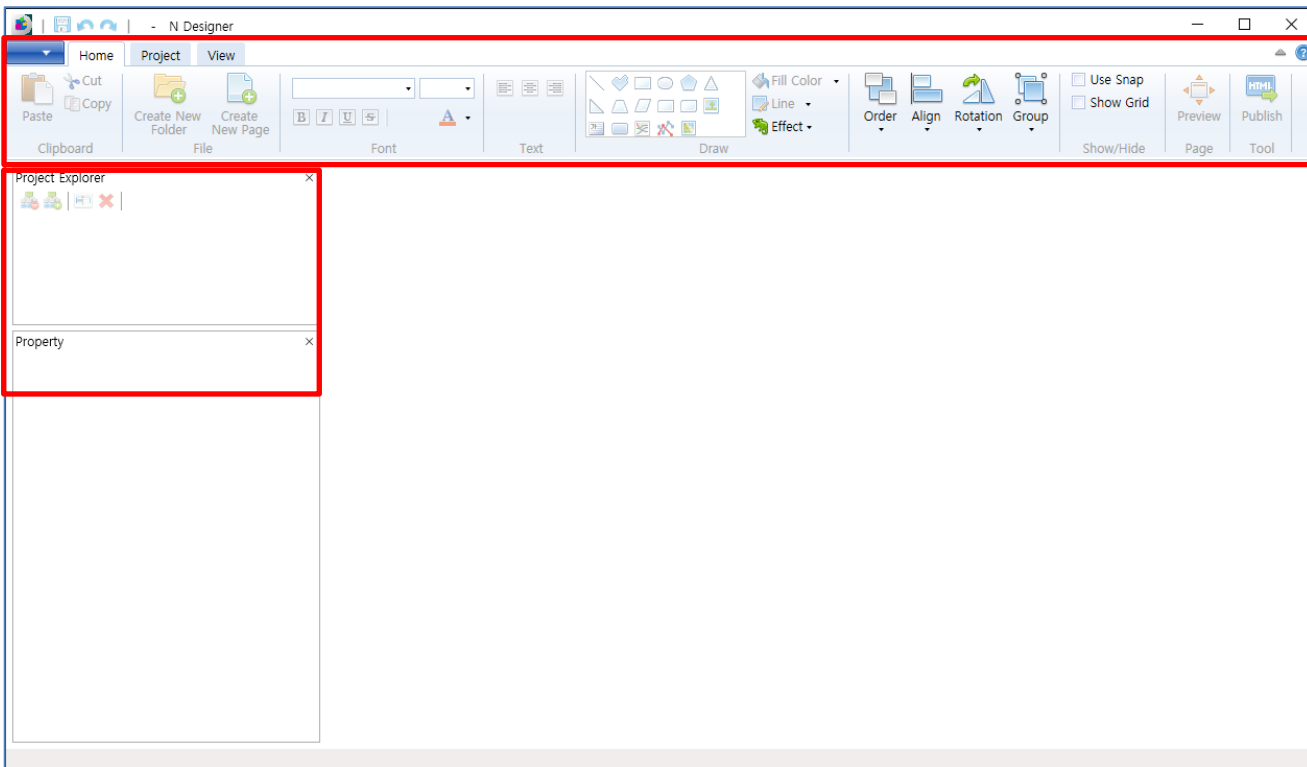 - N Designer
Home Project View
Cut
Copy
Paste
Clipboard
Create New Folder
Create New Page
File
B I U S
A
Font
Text
Fill Color
Line
Effect
Draw
Order Align Rotation Group
Use Snap
Show Grid
Show/Hide
Preview
Page
HTML
Publish
Tool
Project Explorer
Property